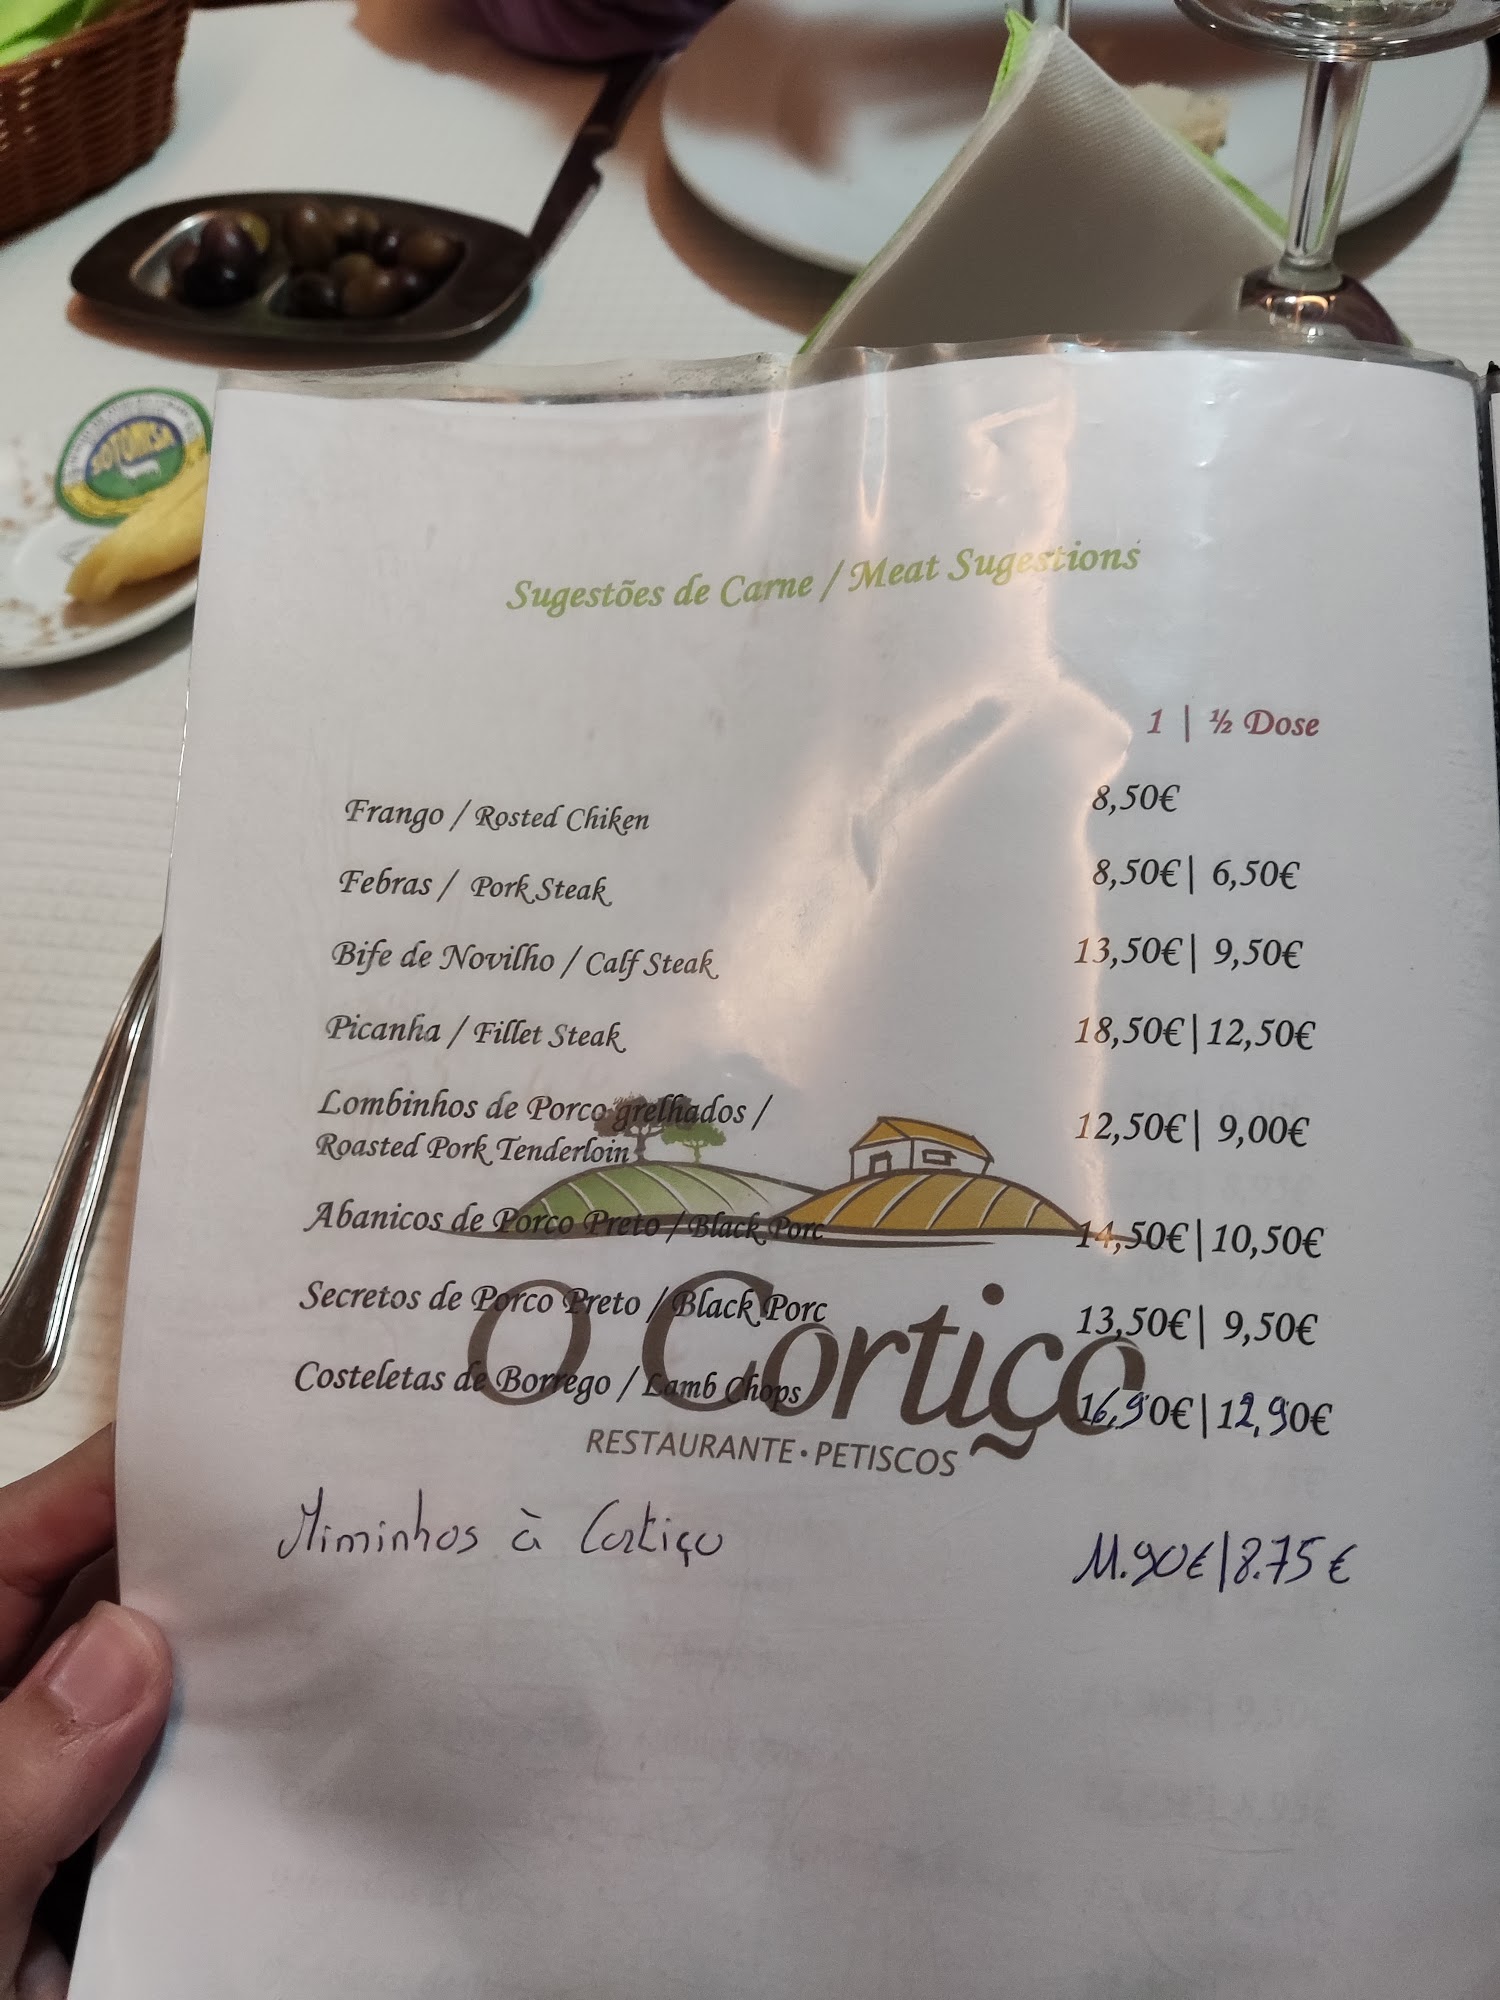 SOTONISA
Sugestões de Carne / Meat Sugestions
1 | ½ Dose
Frango / Rosted Chiken 8,50€
Febras / Pork Steak 8,50€| 6,50€
Bife de Novilho / Calf Steak 13,50€| 9,50€
Picanha / Fillet Steak 18,50€|12,50€
Lombinhos de Porco grelhados /
Roasted Pork Tenderloin 12,50€| 9,00€
Abanicos de Porco Preto / Black Porc 14,50€|10,50€
Secretos de Porco Preto / Black Porc 13,50€| 9,50€
Costeletas de Borrego / Lamb Chops 16,90€|12,90€
O Cortiço
RESTAURANTE • PETISCOS
Miminhos à Cortiço 11.90€|8.75€